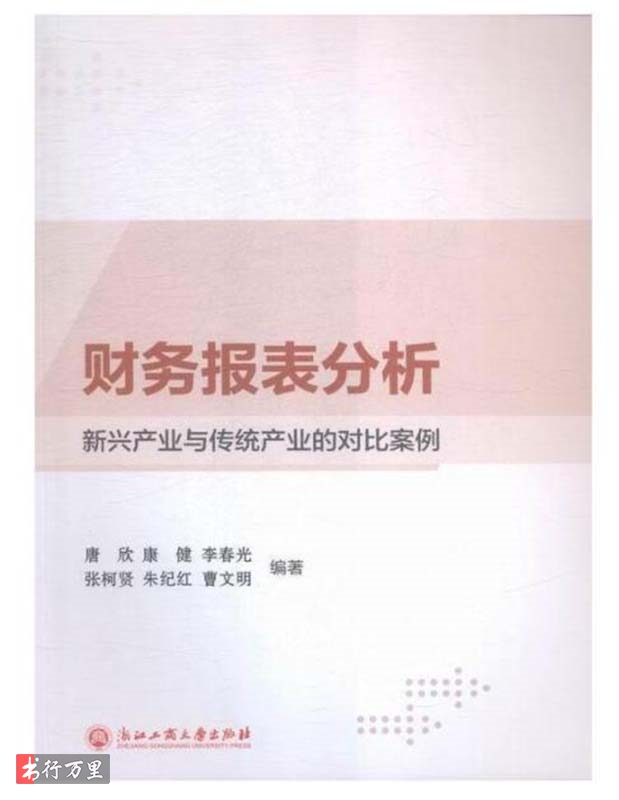 财务报表分析
新兴产业与传统产业的对比案例
唐 欣 康 健 李春光
张柯贤 朱纪红 曹文明 编著
浙江工商大学出版社
ZHEJIANG GONGSHANG UNIVERSITY PRESS
书行万里